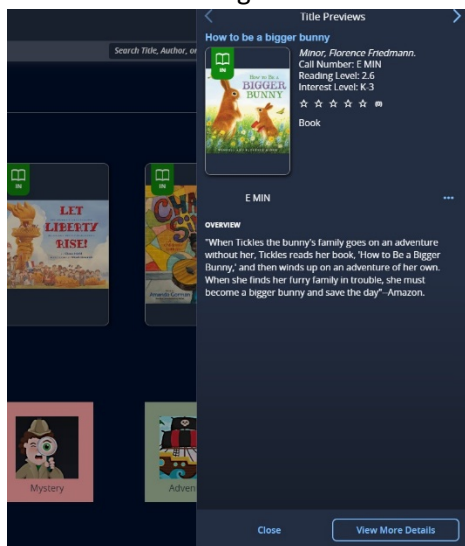 Title Previews
How to be a bigger bunny
Search Title, Author, or
IN
How to Be a
BIGGER
BUNNY
Minor, Florence Friedmann.
Call Number: E MIN
Reading Level: 2.6
Interest Level: K-3
(0)
Book
IN
LET
LIBERTY
RISE!
IN
E MIN
OVERVIEW
"When Tickles the bunny's family goes on an adventure
without her, Tickles reads her book, 'How to Be a Bigger
Bunny,' and then winds up on an adventure of her own.
When she finds her furry family in trouble, she must
become a bigger bunny and save the day"--Amazon.
Mystery
Adven
Close
View More Details